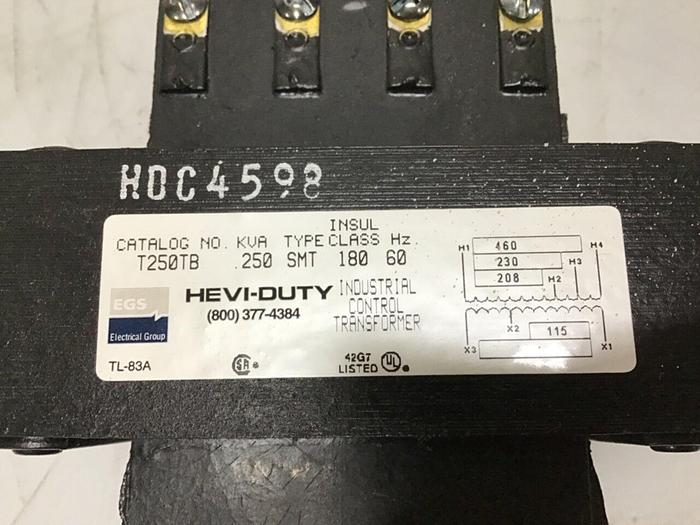 HDC4598
INSUL
CATALOG NO. KVA TYPE CLASS Hz.
T250TB .250 SMT 180 60
EGS
Electrical Group
HEVI-DUTY
(800) 377-4384
INDUSTRIAL
CONTROL
TRANSFORMER
TL-83A
SA
42G7
LISTED
UL
H1 460 H4
230 H3
208 H2
X2 115
X3 X1